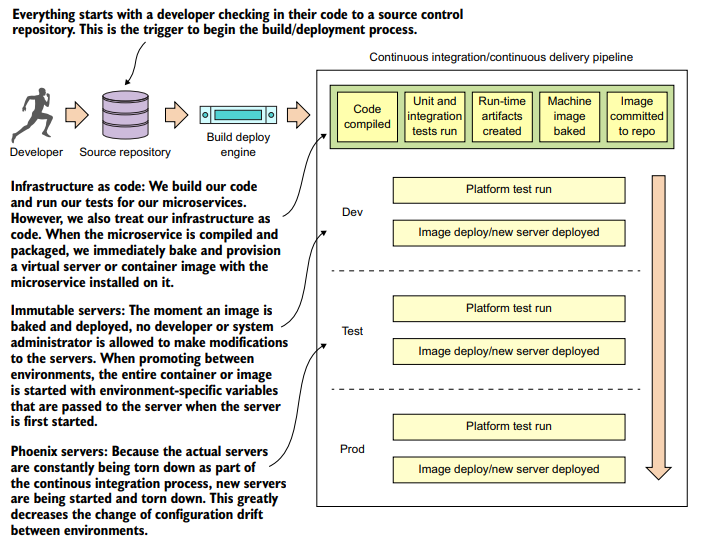 Everything starts with a developer checking in their code to a source control
repository. This is the trigger to begin the build/deployment process.
Continuous integration/continuous delivery pipeline
Developer
Source repository
Build deploy
engine
Code
compiled
Unit and
integration
tests run
Run-time
artifacts
created
Machine
image
baked
Image
committed
to repo
Infrastructure as code: We build our code
and run our tests for our microservices.
However, we also treat our infrastructure as
code. When the microservice is compiled and
packaged, we immediately bake and provision
a virtual server or container image with the
microservice installed on it.
Immutable servers: The moment an image is
baked and deployed, no developer or system
administrator is allowed to make modifications
to the servers. When promoting between
environments, the entire container or image
is started with environment-specific variables
that are passed to the server when the server
is first started.
Phoenix servers: Because the actual servers
are constantly being torn down as part of
the continous integration process, new servers
are being started and torn down. This greatly
decreases the change of configuration drift
between environments.
Dev
Platform test run
Image deploy/new server deployed
Test
Platform test run
Image deploy/new server deployed
Prod
Platform test run
Image deploy/new server deployed